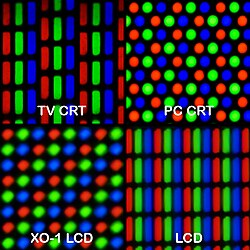 TV CRT
PC CRT
XO-1 LCD
LCD